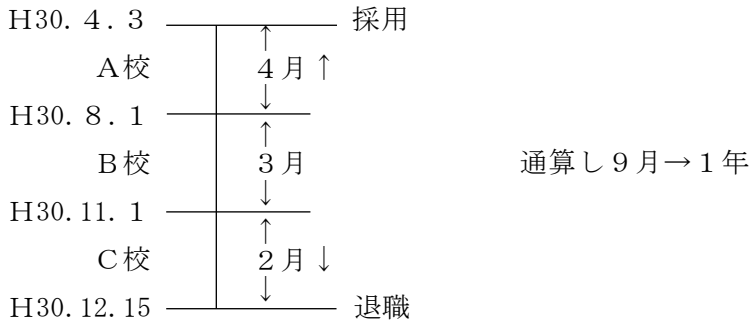 H30. 4. 3 採用
A校 4月↑
H30. 8. 1
B校 3月 通算し9月→1年
H30.11. 1
C校 2月↓
H30.12.15 退職